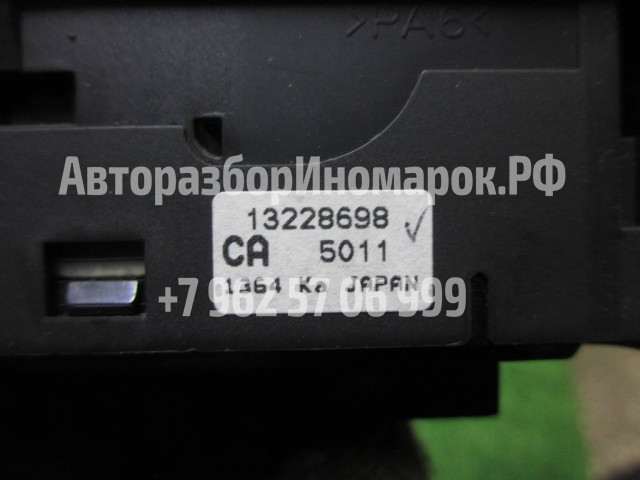 >PA6<
АвторазборИномарок.РФ
13228698
CA 5011
1364 Ka JAPAN
+7 962 57 06 999